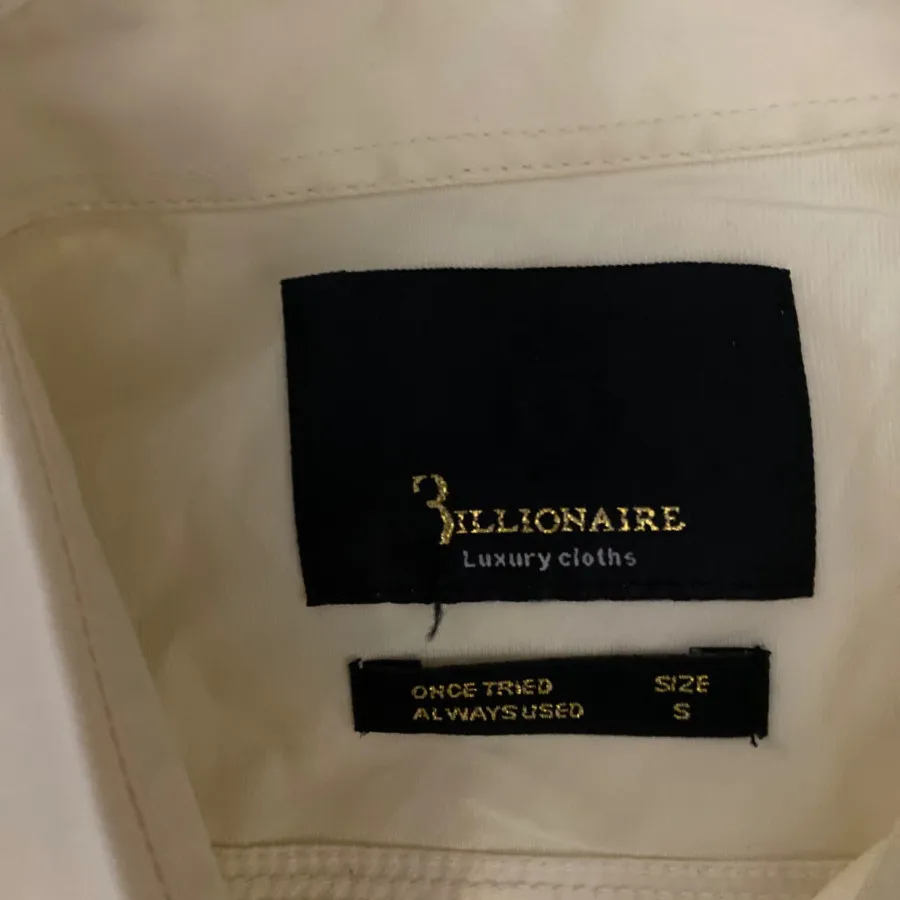 BILLIONAIRE
Luxury cloths
ONCE TRIED
ALWAYS USED
SIZE
S